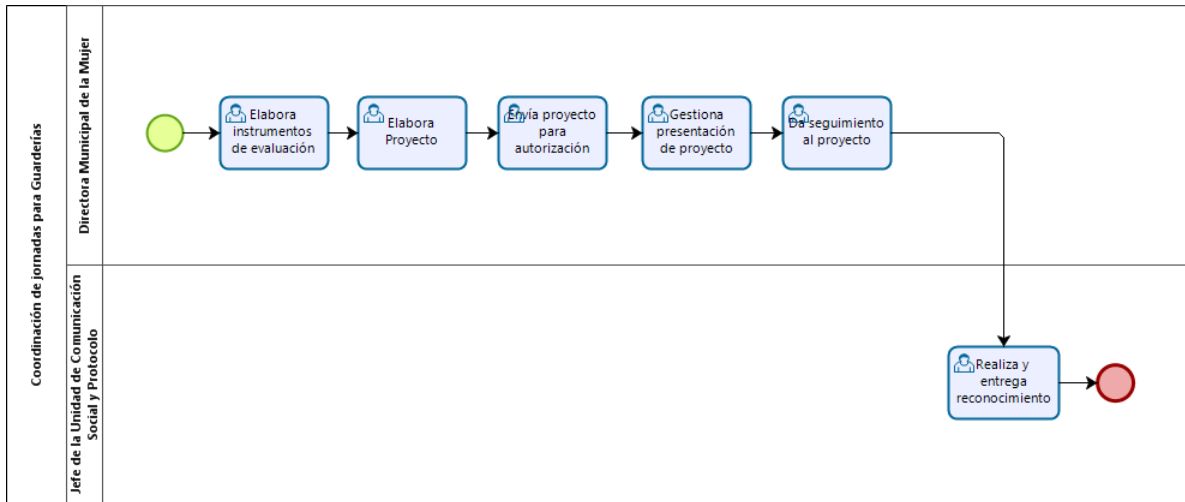 Coordinación de jornadas para Guarderías
Directora Municipal de la Mujer
Elabora
instrumentos
de evaluación
Elabora
Proyecto
Envía proyecto
para
autorización
Gestiona
presentación
de proyecto
Da seguimiento
al proyecto
Jefe de la Unidad de Comunicación
Social y Protocolo
Realiza y
entrega
reconocimiento